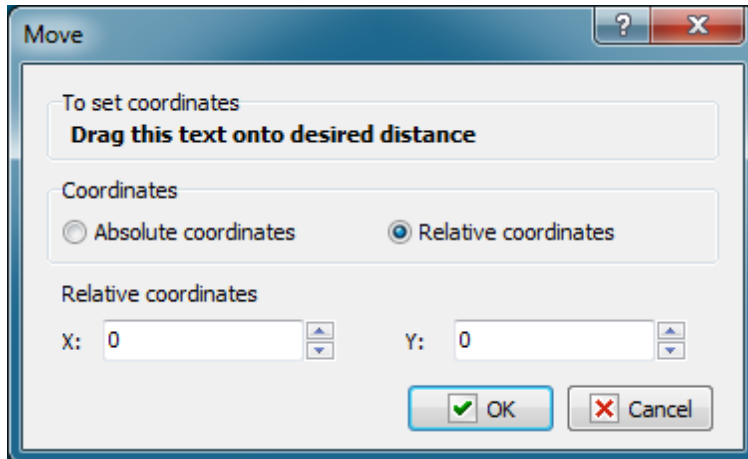 Move
?
To set coordinates
Drag this text onto desired distance
Coordinates
Absolute coordinates Relative coordinates
Relative coordinates
X: 0 Y: 0
OK Cancel